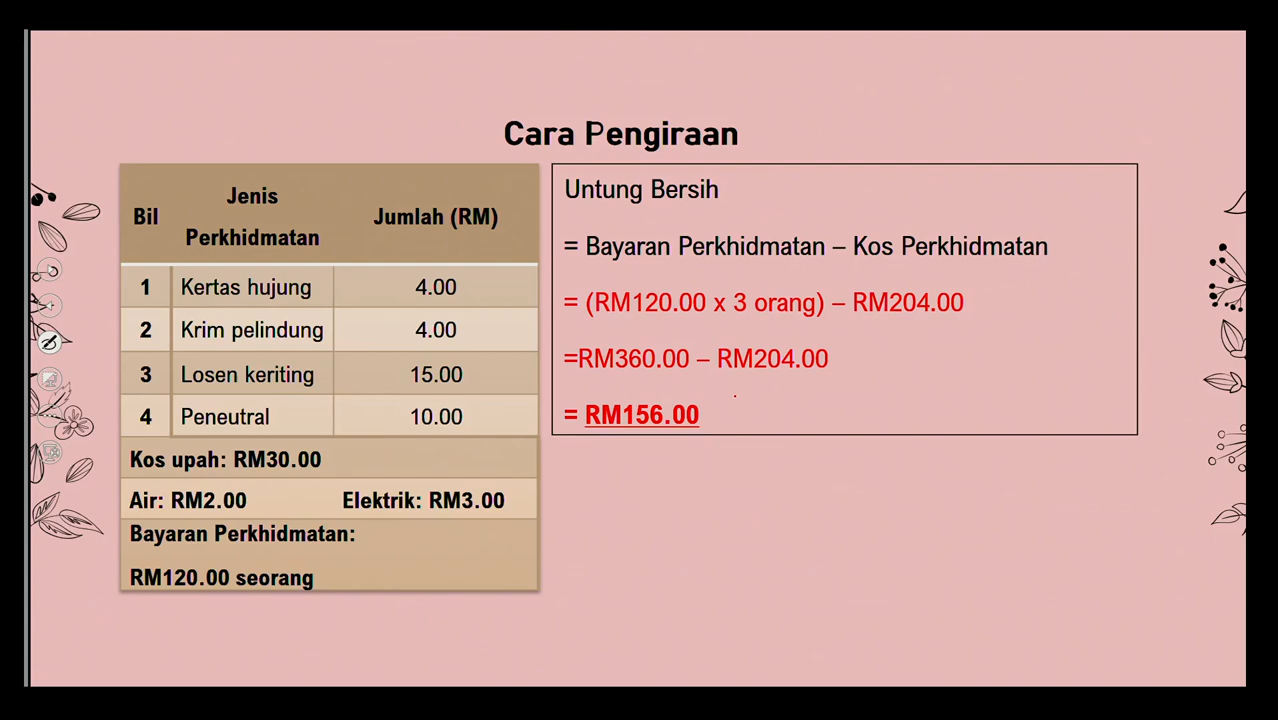 Cara Pengiraan
Bil Jenis Perkhidmatan Jumlah (RM)
1 Kertas hujung 4.00
2 Krim pelindung 4.00
3 Losen keriting 15.00
4 Peneutral 10.00
Kos upah: RM30.00
Air: RM2.00 Elektrik: RM3.00
Bayaran Perkhidmatan:
RM120.00 seorang
Untung Bersih
= Bayaran Perkhidmatan – Kos Perkhidmatan
= (RM120.00 x 3 orang) – RM204.00
=RM360.00 – RM204.00
= RM156.00